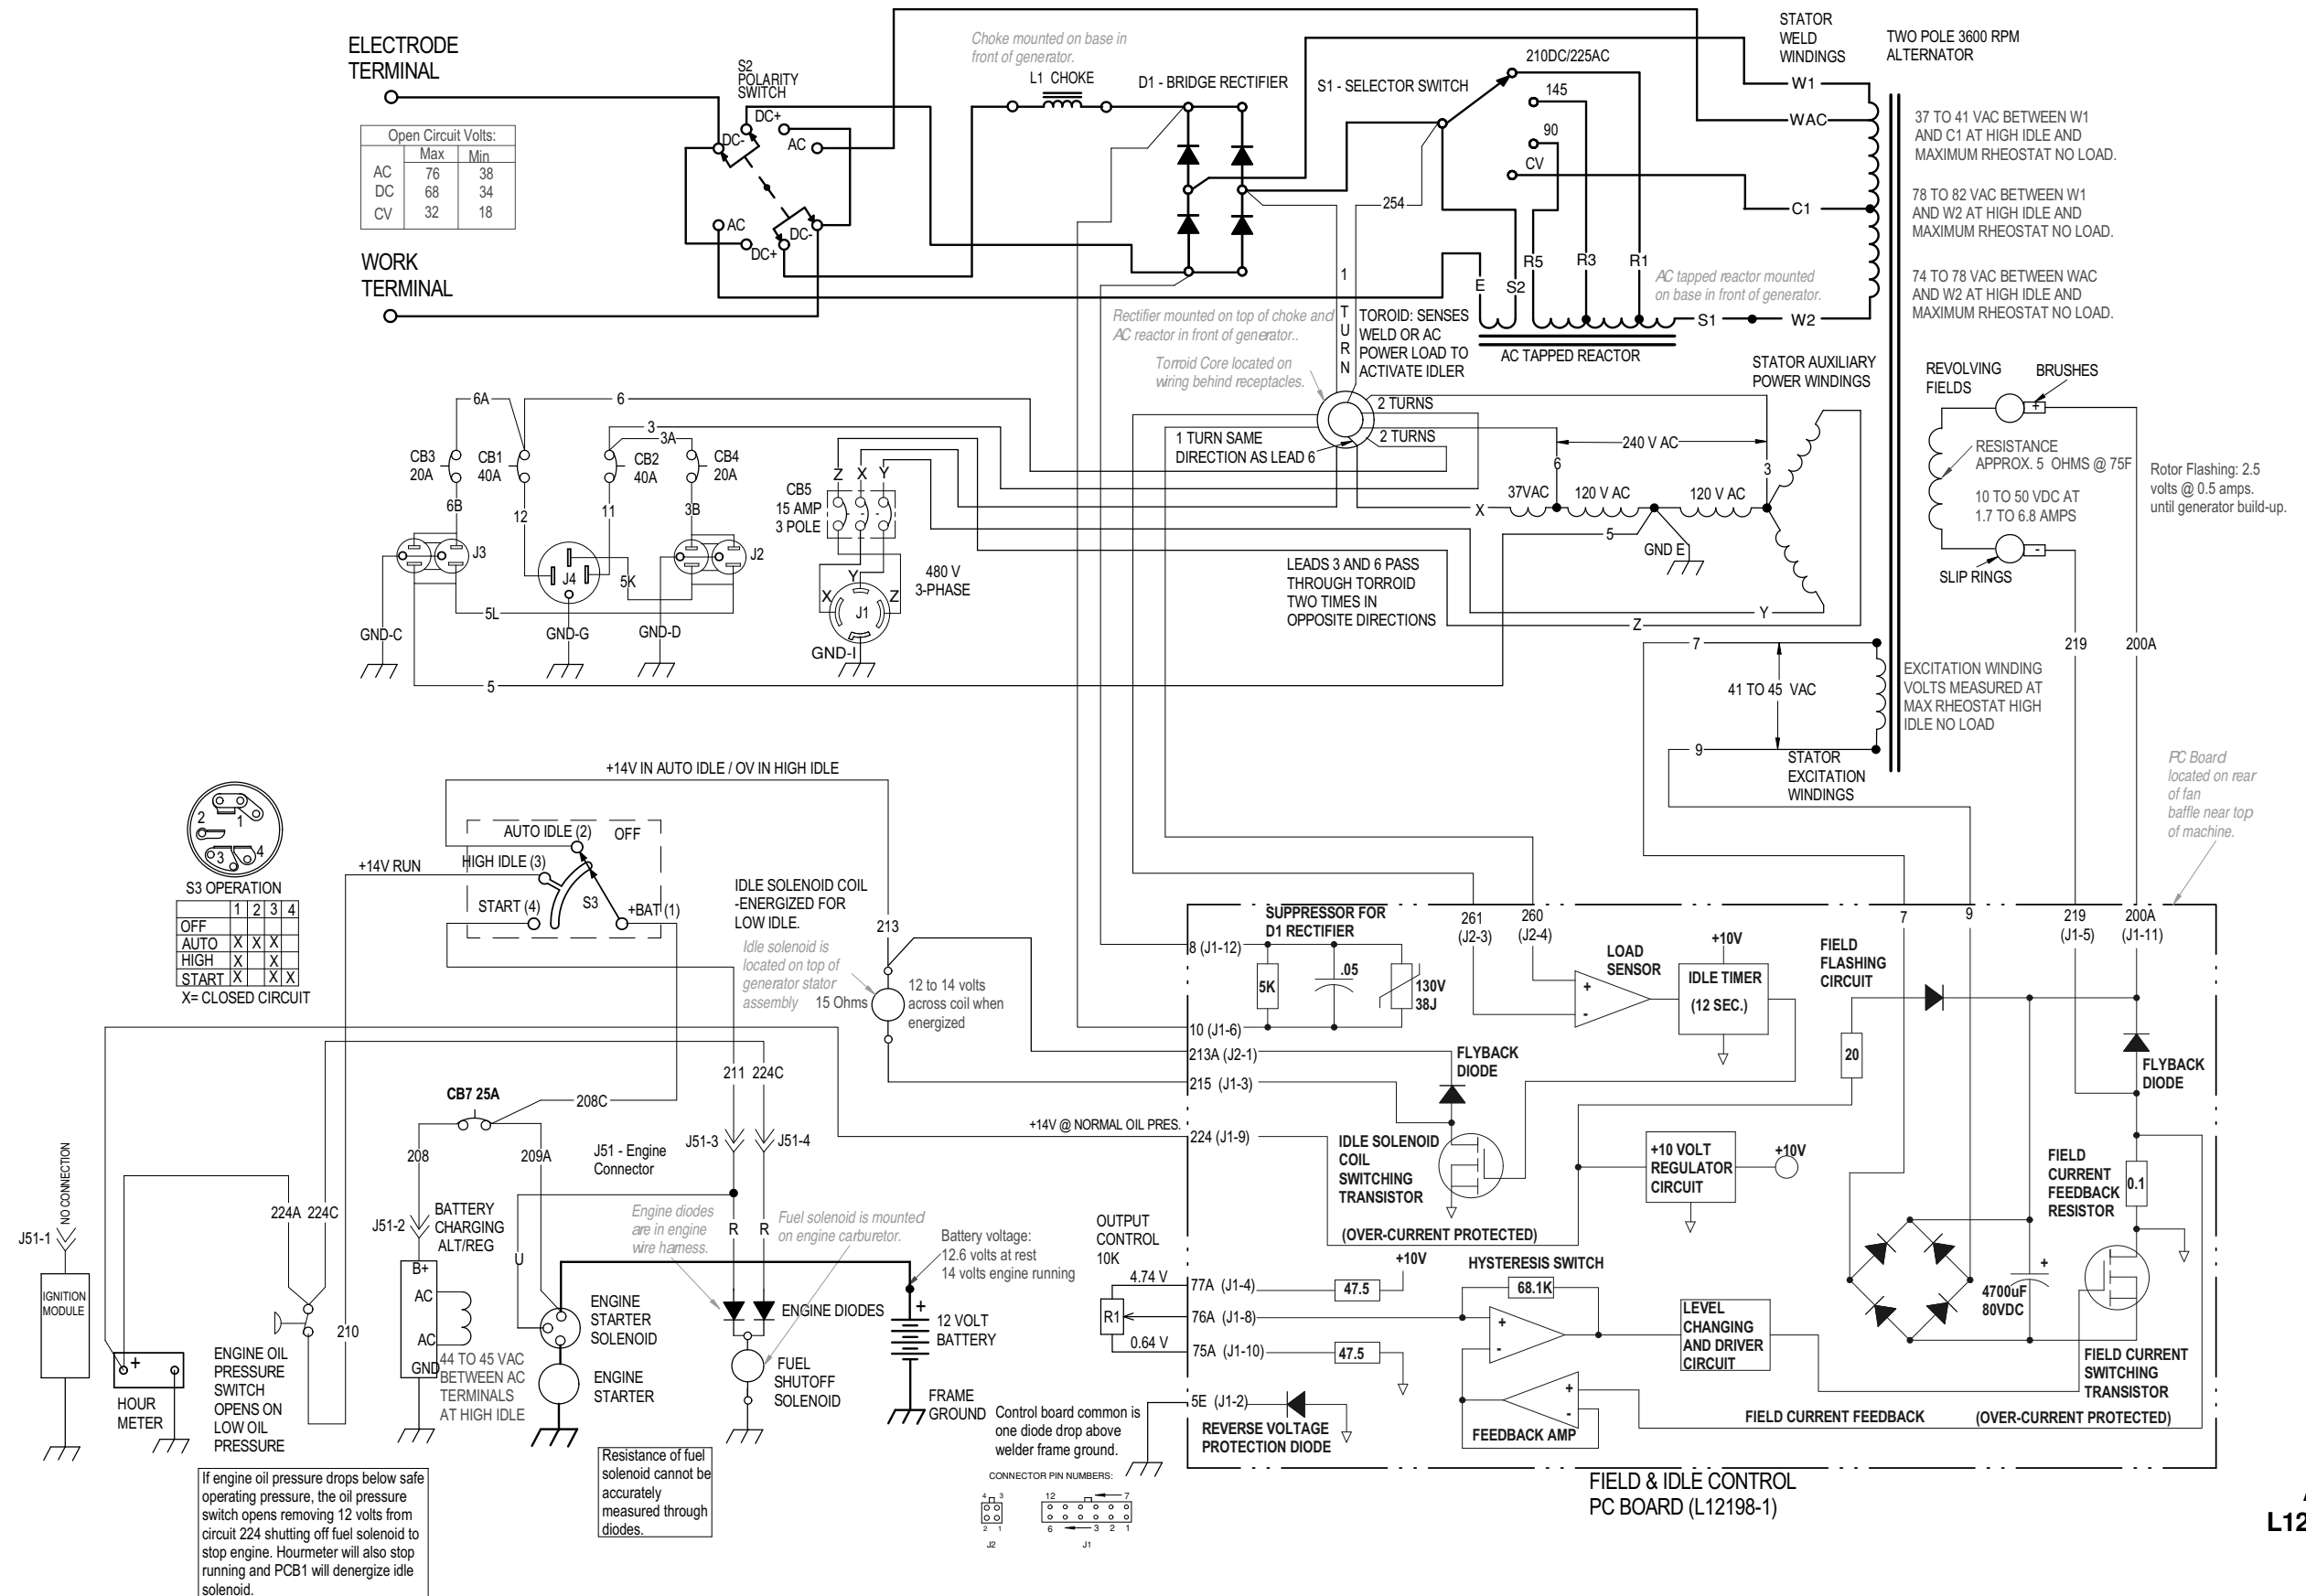 ELECTRODE
TERMINAL
Open Circuit Volts:
Max Min
AC 76 38
DC 68 34
CV 32 18
WORK
TERMINAL
S2
POLARITY
SWITCH
DC+
DC-
AC
AC
DC-
DC+
Choke mounted on base in
front of generator.
L1 CHOKE
D1 - BRIDGE RECTIFIER
S1 - SELECTOR SWITCH
210DC/225AC
145
90
CV
254
STATOR
WELD
WINDINGS
W1
WAC
C1
W2
S1
TWO POLE 3600 RPM
ALTERNATOR
37 TO 41 VAC BETWEEN W1
AND C1 AT HIGH IDLE AND
MAXIMUM RHEOSTAT NO LOAD.
78 TO 82 VAC BETWEEN W1
AND W2 AT HIGH IDLE AND
MAXIMUM RHEOSTAT NO LOAD.
74 TO 78 VAC BETWEEN WAC
AND W2 AT HIGH IDLE AND
MAXIMUM RHEOSTAT NO LOAD.
E
S2
R5
R3
R1
AC tapped reactor mounted
on base in front of generator.
AC TAPPED REACTOR
Rectifier mounted on top of choke and
AC reactor in front of generator..
Torroid Core located on
wiring behind receptacles.
1
T
U
R
N
TOROID: SENSES
WELD OR AC
POWER LOAD TO
ACTIVATE IDLER
2 TURNS
2 TURNS
1 TURN SAME
DIRECTION AS LEAD 6
STATOR AUXILIARY
POWER WINDINGS
240 V AC
6
3
X
37VAC
120 V AC
120 V AC
5
GND E
Y
Z
LEADS 3 AND 6 PASS
THROUGH TORROID
TWO TIMES IN
OPPOSITE DIRECTIONS
REVOLVING
FIELDS
BRUSHES
+
RESISTANCE
APPROX. 5 OHMS @ 75F
10 TO 50 VDC AT
1.7 TO 6.8 AMPS
-
SLIP RINGS
Rotor Flashing: 2.5
volts @ 0.5 amps.
until generator build-up.
219
200A
6A
6
3
3A
CB3
20A
CB1
40A
CB2
40A
CB4
20A
6B
12
11
3B
J3
J4
J2
5K
5L
GND-C
GND-G
GND-D
5
Z X Y
CB5
15 AMP
3 POLE
Y
X
Z
J1
480 V
3-PHASE
GND-I
7
41 TO 45 VAC
9
STATOR
EXCITATION
WINDINGS
EXCITATION WINDING
VOLTS MEASURED AT
MAX RHEOSTAT HIGH
IDLE NO LOAD
PC Board
located on rear
of fan
baffle near top
of machine.
+14V IN AUTO IDLE / OV IN HIGH IDLE
AUTO IDLE (2)
OFF
HIGH IDLE (3)
START (4)
S3
+BAT (1)
+14V RUN
2
1
3
4
S3 OPERATION
1 2 3 4
OFF
AUTO X X X
HIGH X X
START X X X
X= CLOSED CIRCUIT
IDLE SOLENOID COIL
-ENERGIZED FOR
LOW IDLE.
Idle solenoid is
located on top of
generator stator
assembly
15 Ohms
213
12 to 14 volts
across coil when
energized
211
224C
CB7 25A
208C
208
209A
J51 - Engine
Connector
J51-3
J51-4
J51-1
NO CONNECTION
224A 224C
J51-2
BATTERY
CHARGING
ALT/REG
B+
AC
AC
GND
44 TO 45 VAC
BETWEEN AC
TERMINALS
AT HIGH IDLE
IGNITION
MODULE
+
-
HOUR
METER
ENGINE OIL
PRESSURE
SWITCH
OPENS ON
LOW OIL
PRESSURE
210
U
Engine diodes
are in engine
wire harness.
R
R
Fuel solenoid is mounted
on engine carburetor.
ENGINE
STARTER
SOLENOID
ENGINE
STARTER
ENGINE DIODES
FUEL
SHUTOFF
SOLENOID
Battery voltage:
12.6 volts at rest
14 volts engine running
+
12 VOLT
BATTERY
FRAME
GROUND
If engine oil pressure drops below safe
operating pressure, the oil pressure
switch opens removing 12 volts from
circuit 224 shutting off fuel solenoid to
stop engine. Hourmeter will also stop
running and PCB1 will denergize idle
solenoid.
Resistance of fuel
solenoid cannot be
accurately
measured through
diodes.
Control board common is
one diode drop above
welder frame ground.
CONNECTOR PIN NUMBERS:
4 3
2 1
J2
12 7
6 3 2 1
J1
OUTPUT
CONTROL
10K
4.74 V
R1
0.64 V
+14V @ NORMAL OIL PRES.
8 (J1-12)
10 (J1-6)
213A (J2-1)
215 (J1-3)
224 (J1-9)
77A (J1-4)
76A (J1-8)
75A (J1-10)
5E (J1-2)
SUPPRESSOR FOR
D1 RECTIFIER
5K
.05
130V
38J
261
(J2-3)
260
(J2-4)
LOAD
SENSOR
+
-
+10V
IDLE TIMER
(12 SEC.)
FLYBACK
DIODE
IDLE SOLENOID
COIL
SWITCHING
TRANSISTOR
(OVER-CURRENT PROTECTED)
+10V
47.5
47.5
HYSTERESIS SWITCH
68.1K
+
-
+
-
FEEDBACK AMP
REVERSE VOLTAGE
PROTECTION DIODE
+10 VOLT
REGULATOR
CIRCUIT
+10V
LEVEL
CHANGING
AND DRIVER
CIRCUIT
FIELD
FLASHING
CIRCUIT
20
7
9
219
(J1-5)
200A
(J1-11)
FLYBACK
DIODE
FIELD
CURRENT
FEEDBACK
RESISTOR
0.1
+
4700uF
80VDC
FIELD CURRENT
SWITCHING
TRANSISTOR
FIELD CURRENT FEEDBACK
(OVER-CURRENT PROTECTED)
FIELD & IDLE CONTROL
PC BOARD (L12198-1)
L12